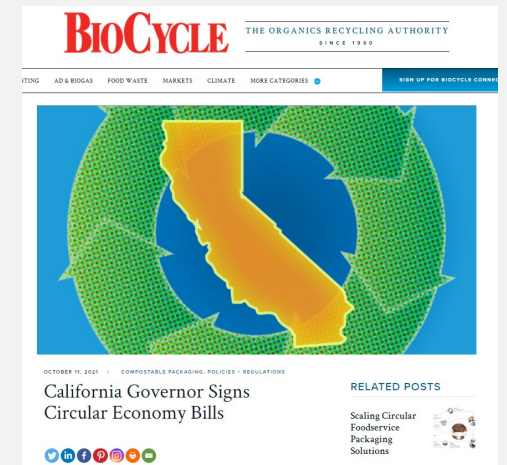 BIOCYCLE
THE ORGANICS RECYCLING AUTHORITY
SINCE 1960
TING AD & BIOGAS FOOD WASTE MARKETS CLIMATE MORE CATEGORIES
SIGN UP FOR BIOCYCLE CONNEC
OCTOBER 11, 2021 | COMPOSTABLE PACKAGING, POLICIES + REGULATIONS
California Governor Signs
Circular Economy Bills
RELATED POSTS
Scaling Circular
Foodservice
Packaging
Solutions